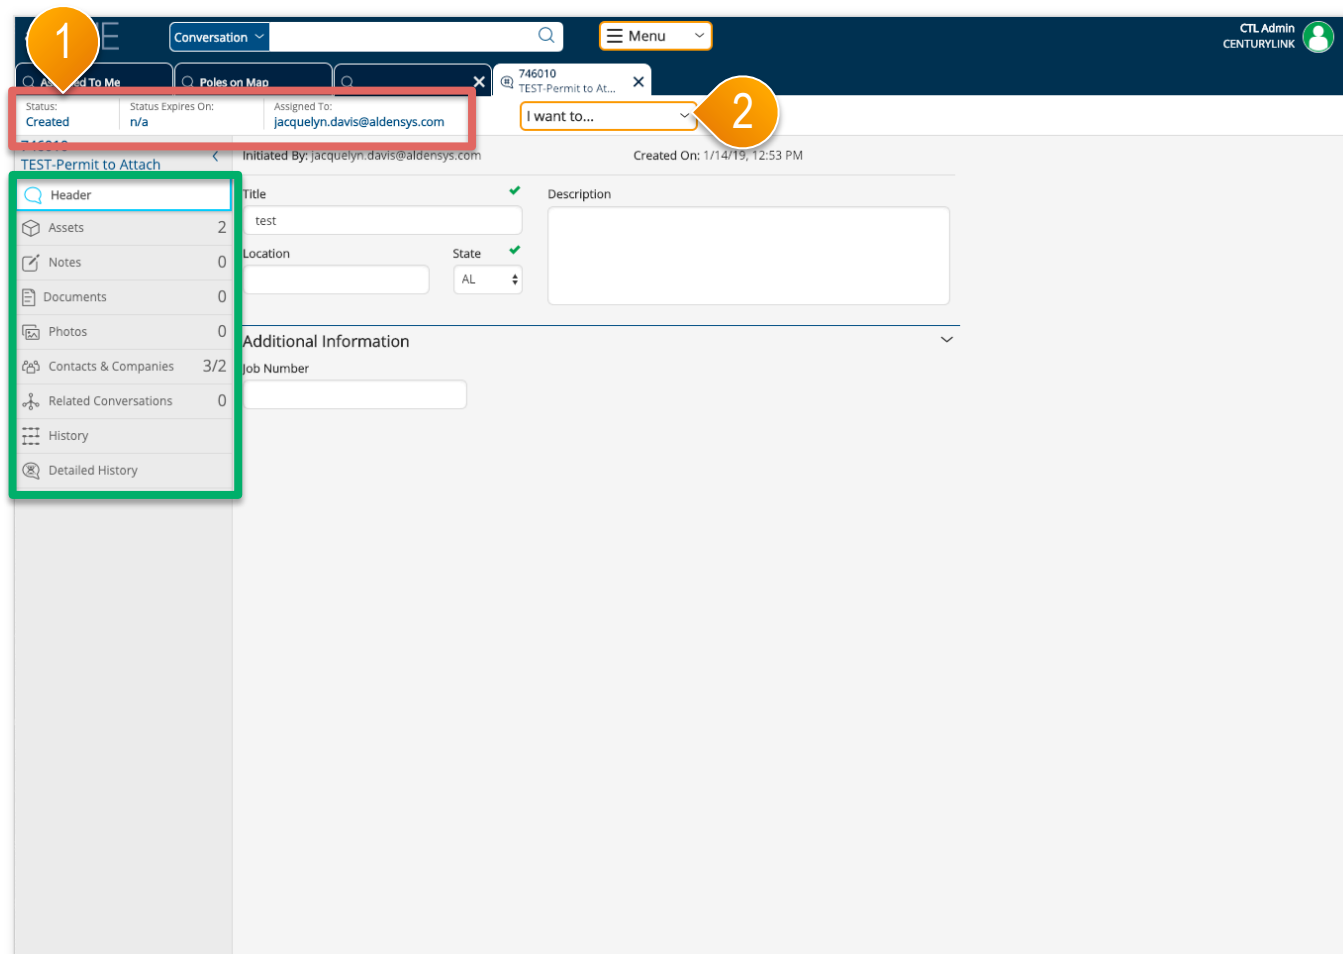 1
Conversation
Menu
CTL Admin
CENTURYLINK
To Me
Poles on Map
746010
TEST-Permit to At...
Status:
Created
Status Expires On:
n/a
Assigned To:
jacquelyn.davis@aldensys.com
I want to...
2
746010
TEST-Permit to Attach
Initiated By: jacquelyn.davis@aldensys.com
Created On: 1/14/19, 12:53 PM
Header
Assets 2
Notes 0
Documents 0
Photos 0
Contacts & Companies 3/2
Related Conversations 0
History
Detailed History
Title
test
Description
Location
State
AL
Additional Information
Job Number